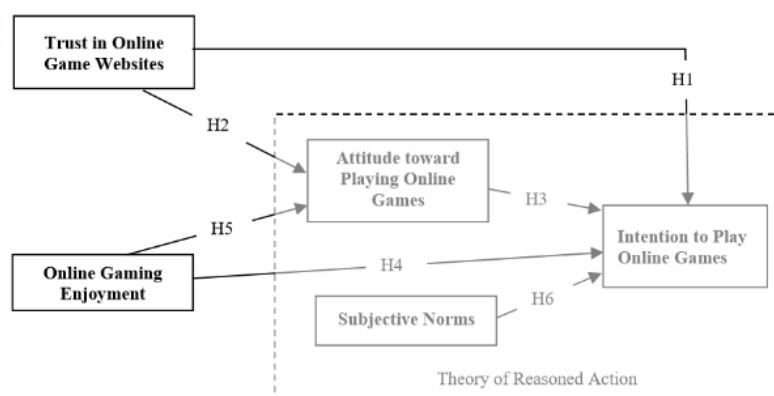 Trust in Online
Game Websites
H1
H2
Attitude toward
Playing Online
Games
H3
H5
Intention to Play
Online Games
Online Gaming
Enjoyment
H4
H6
Subjective Norms
Theory of Reasoned Action